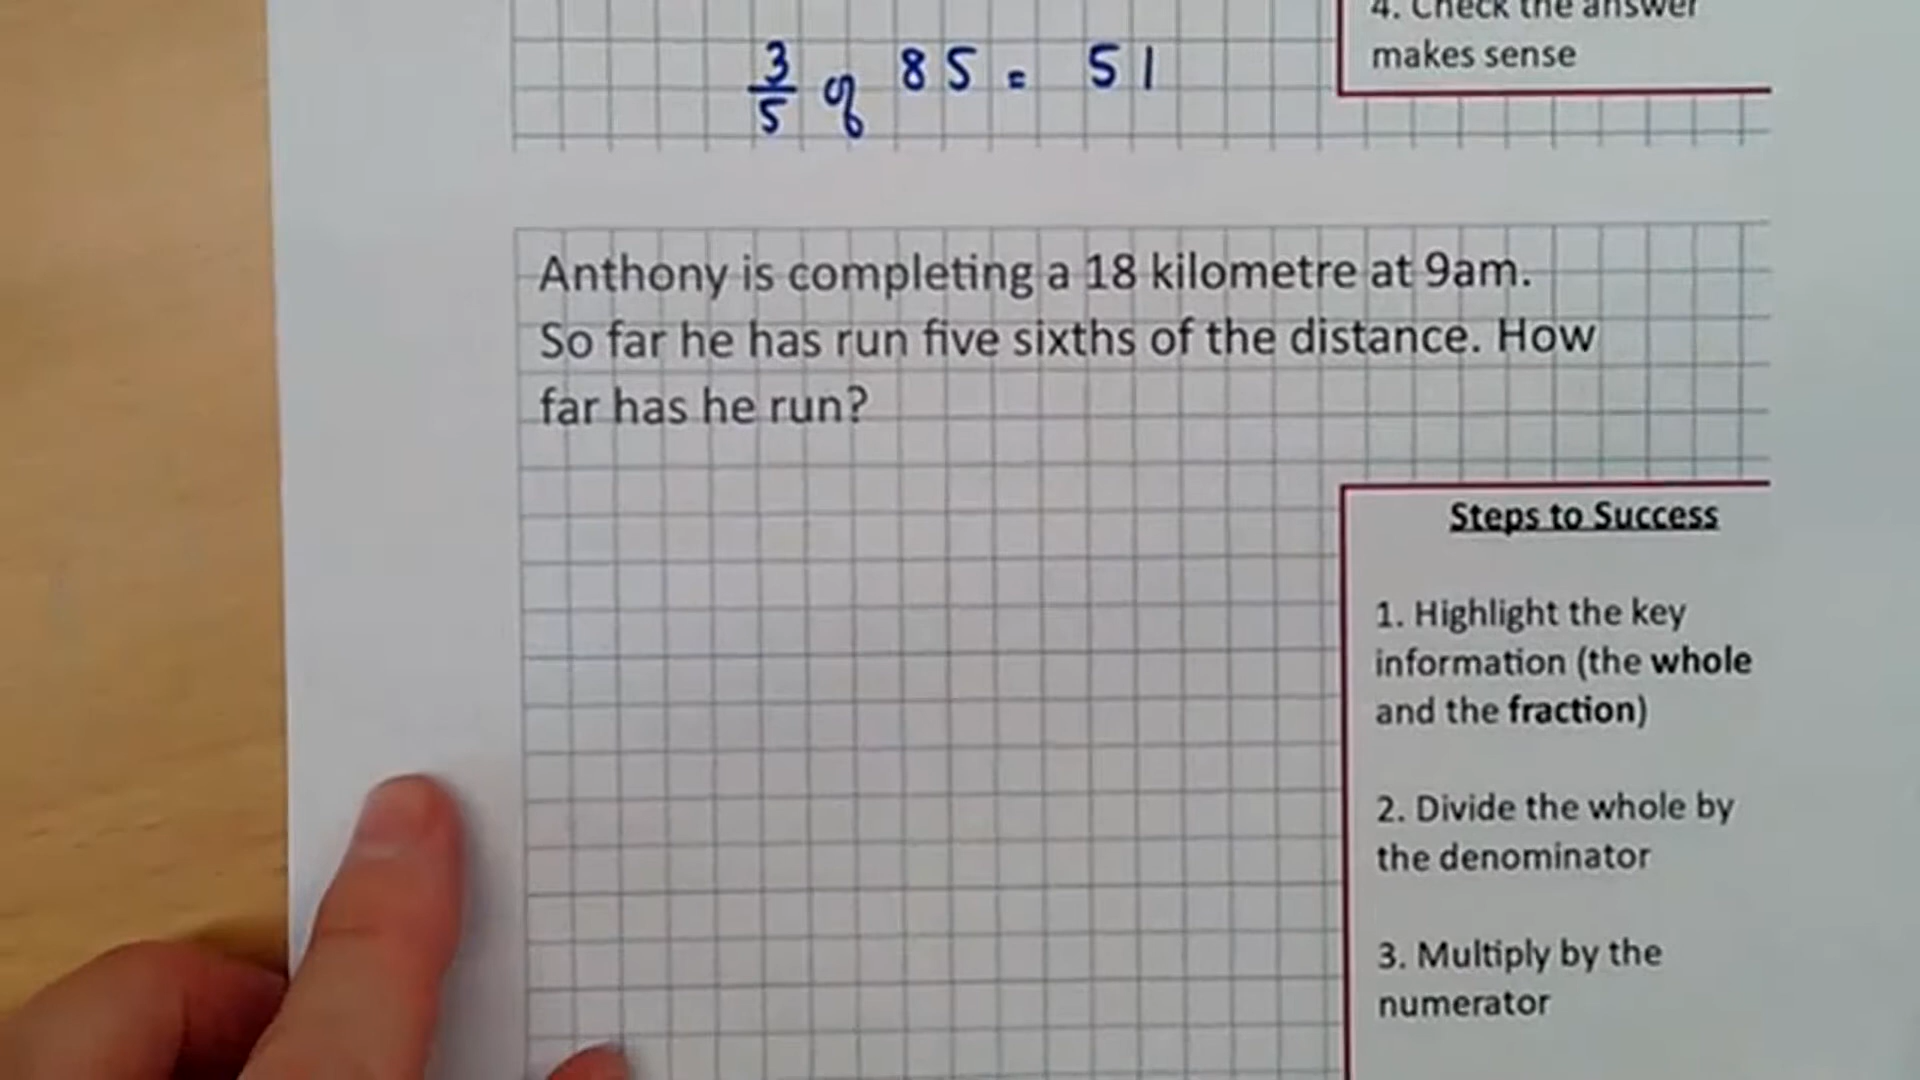 4. Check the answer
makes sense
3/5 of 85 = 51
Anthony is completing a 18 kilometre at 9am.
So far he has run five sixths of the distance. How
far has he run?
Steps to Success
1. Highlight the key
information (the whole
and the fraction)
2. Divide the whole by
the denominator
3. Multiply by the
numerator